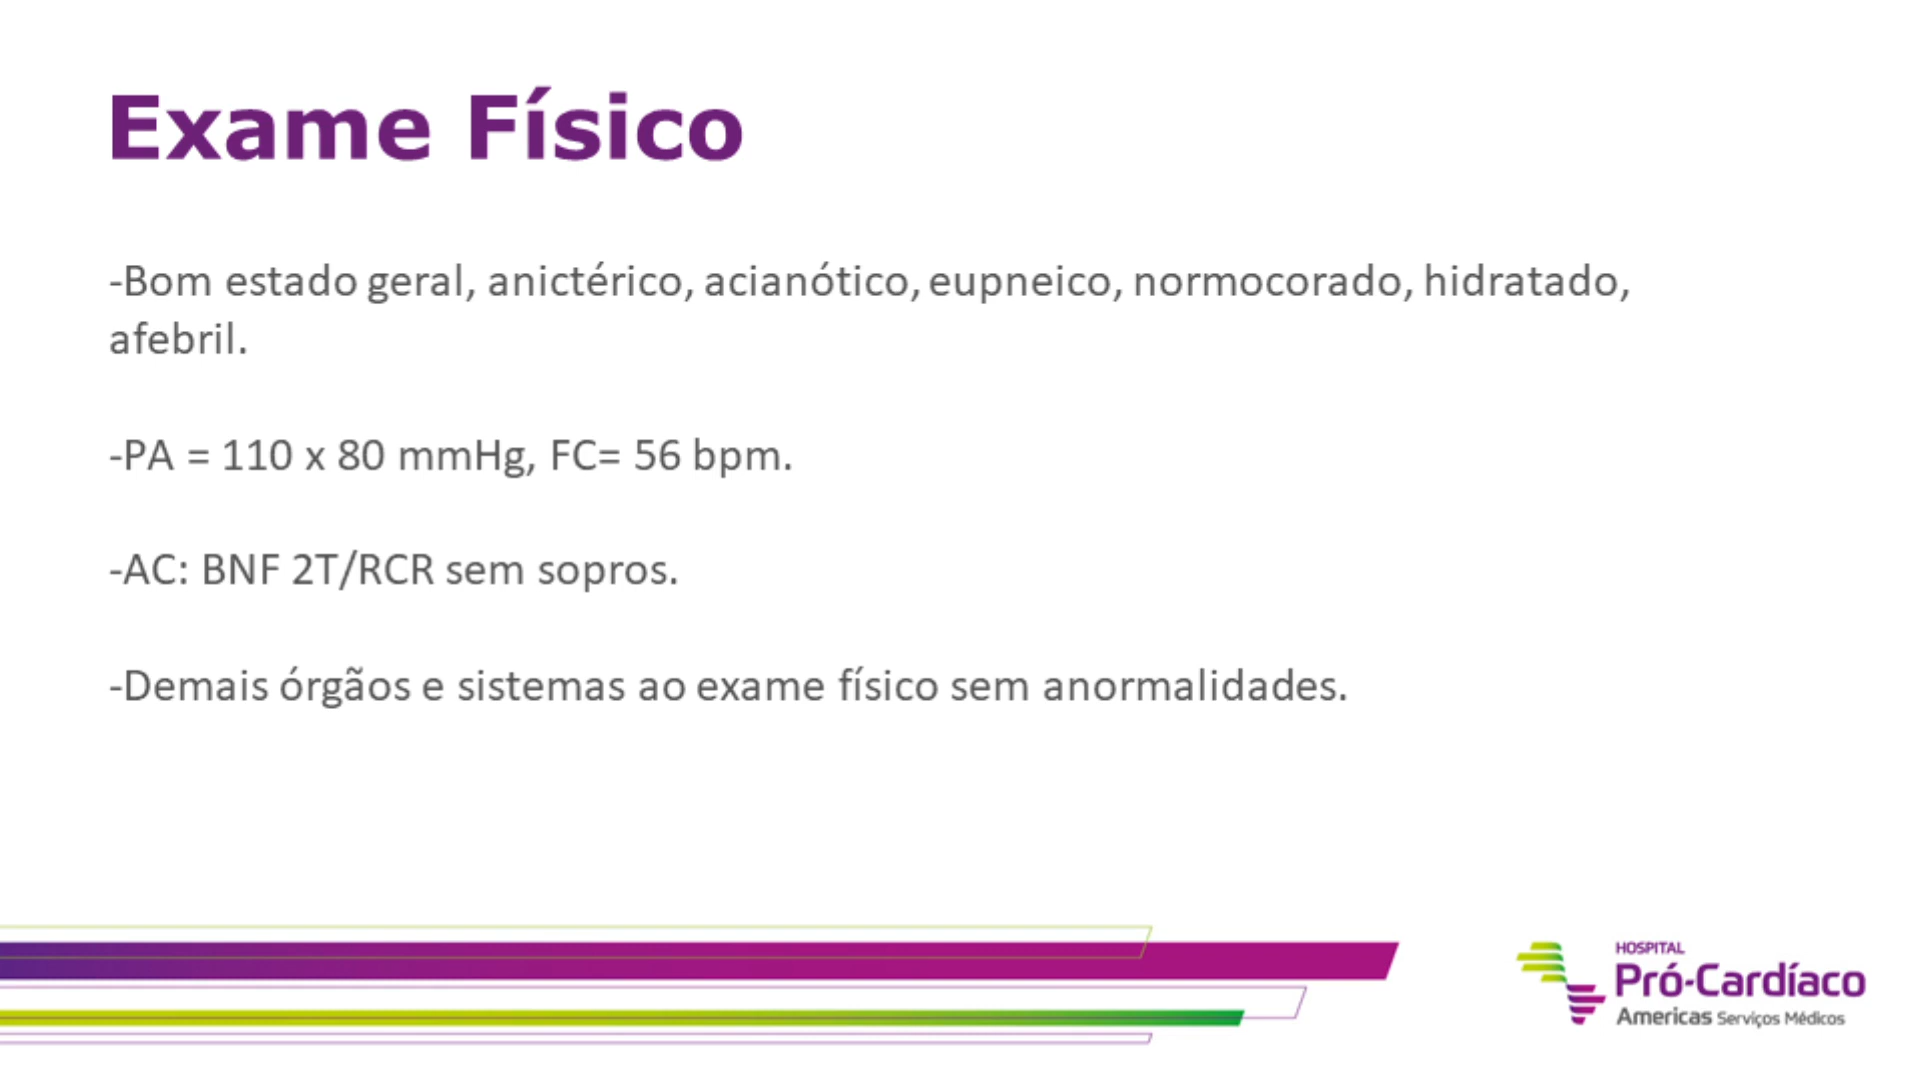 Exame Físico
-Bom estado geral, anictérico, acianótico, eupneico, normocorado, hidratado,
afebril.
-PA = 110 x 80 mmHg, FC= 56 bpm.
-AC: BNF 2T/RCR sem sopros.
-Demais órgãos e sistemas ao exame físico sem anormalidades.
HOSPITAL
Pró-Cardíaco
Americas Serviços Médicos